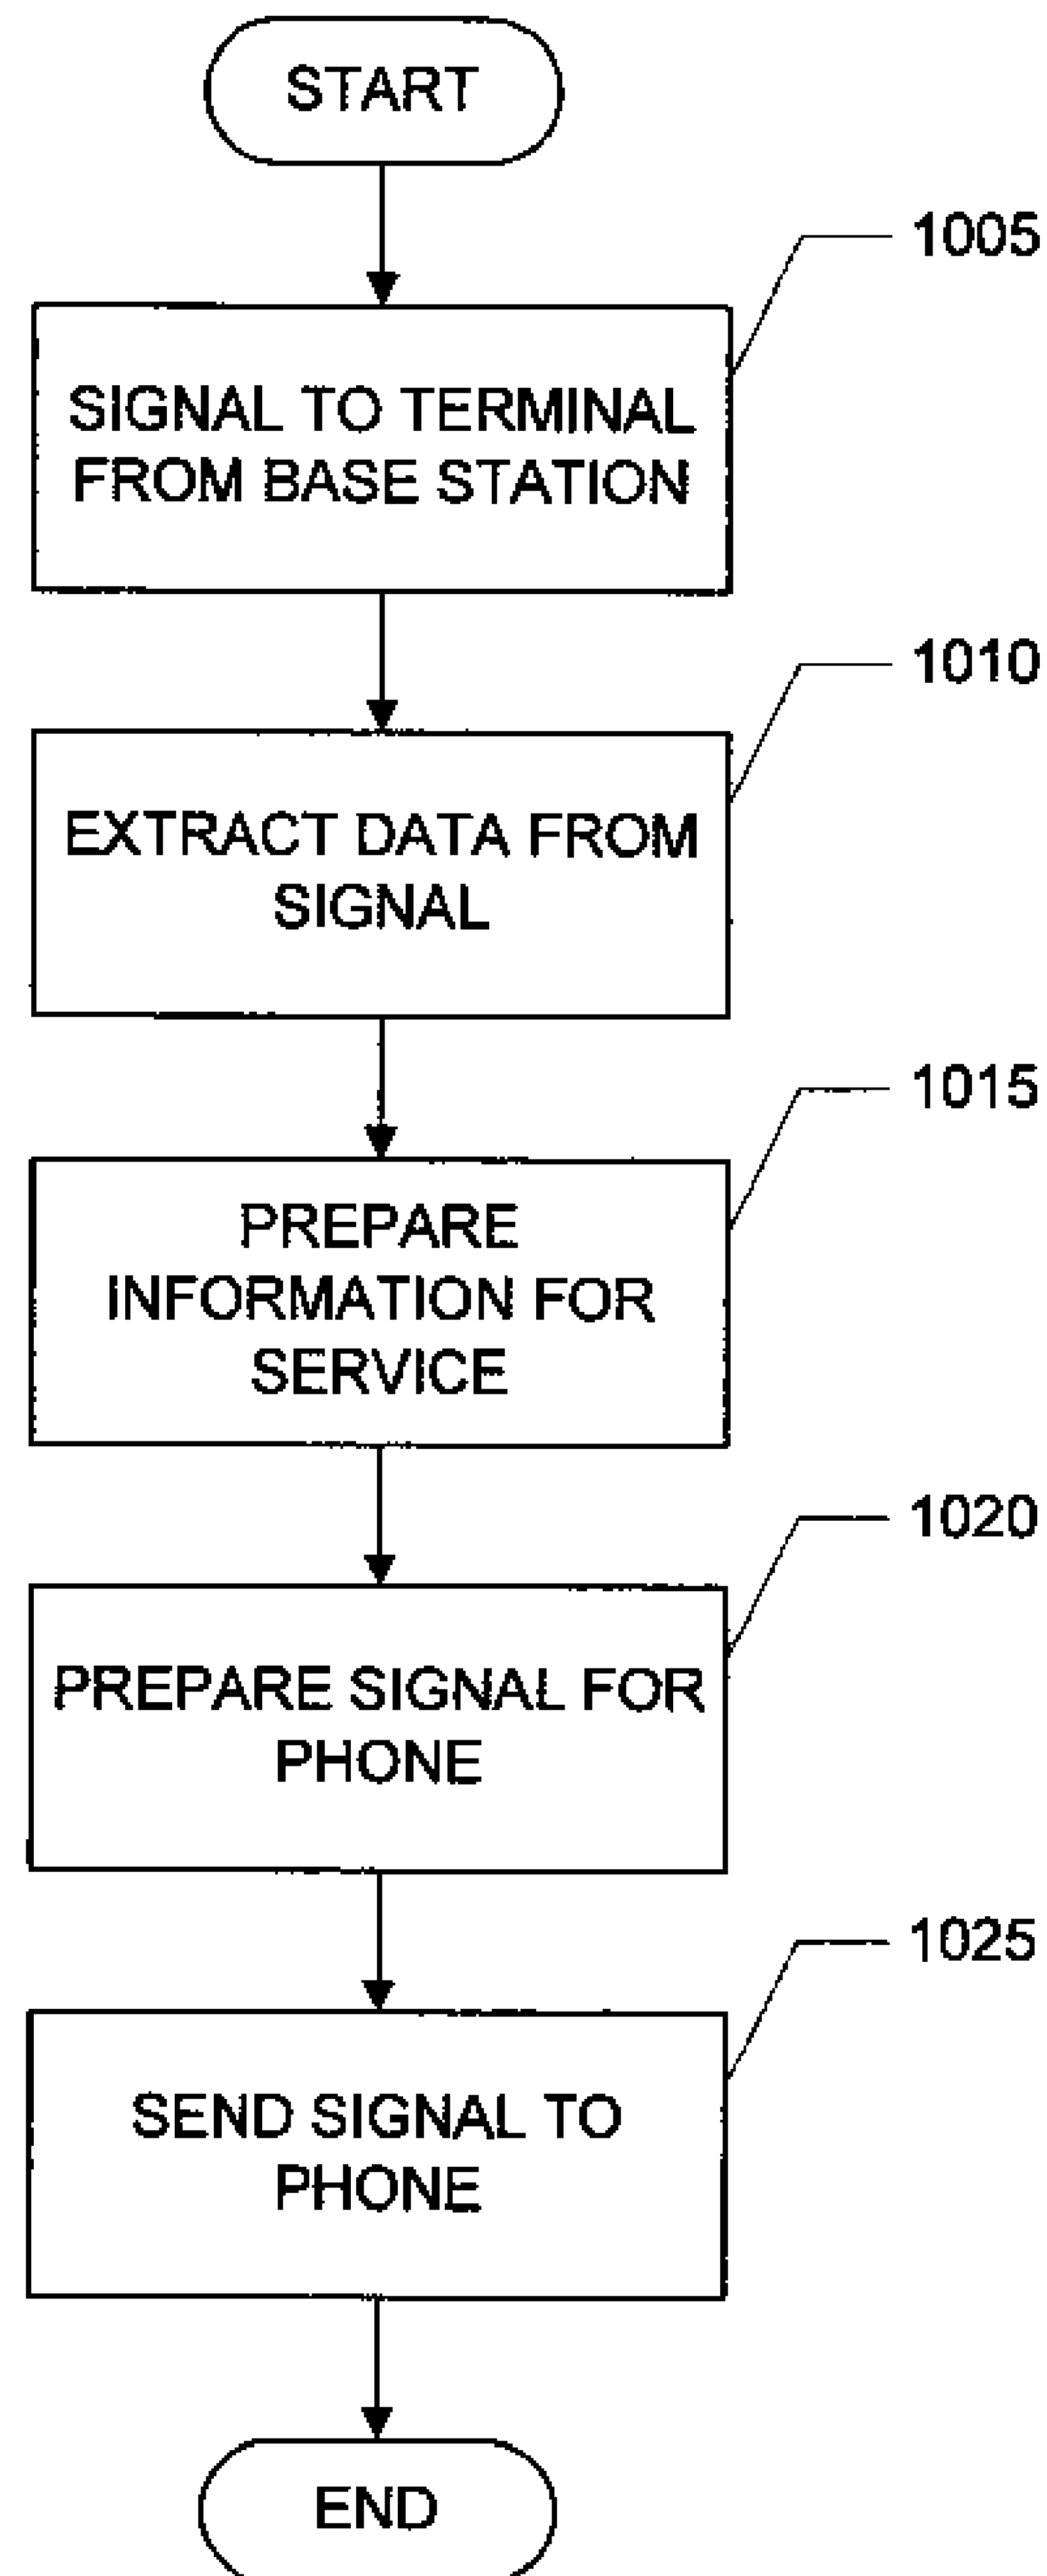 START
1005
SIGNAL TO TERMINAL
FROM BASE STATION
1010
EXTRACT DATA FROM
SIGNAL
1015
PREPARE
INFORMATION FOR
SERVICE
1020
PREPARE SIGNAL FOR
PHONE
1025
SEND SIGNAL TO
PHONE
END